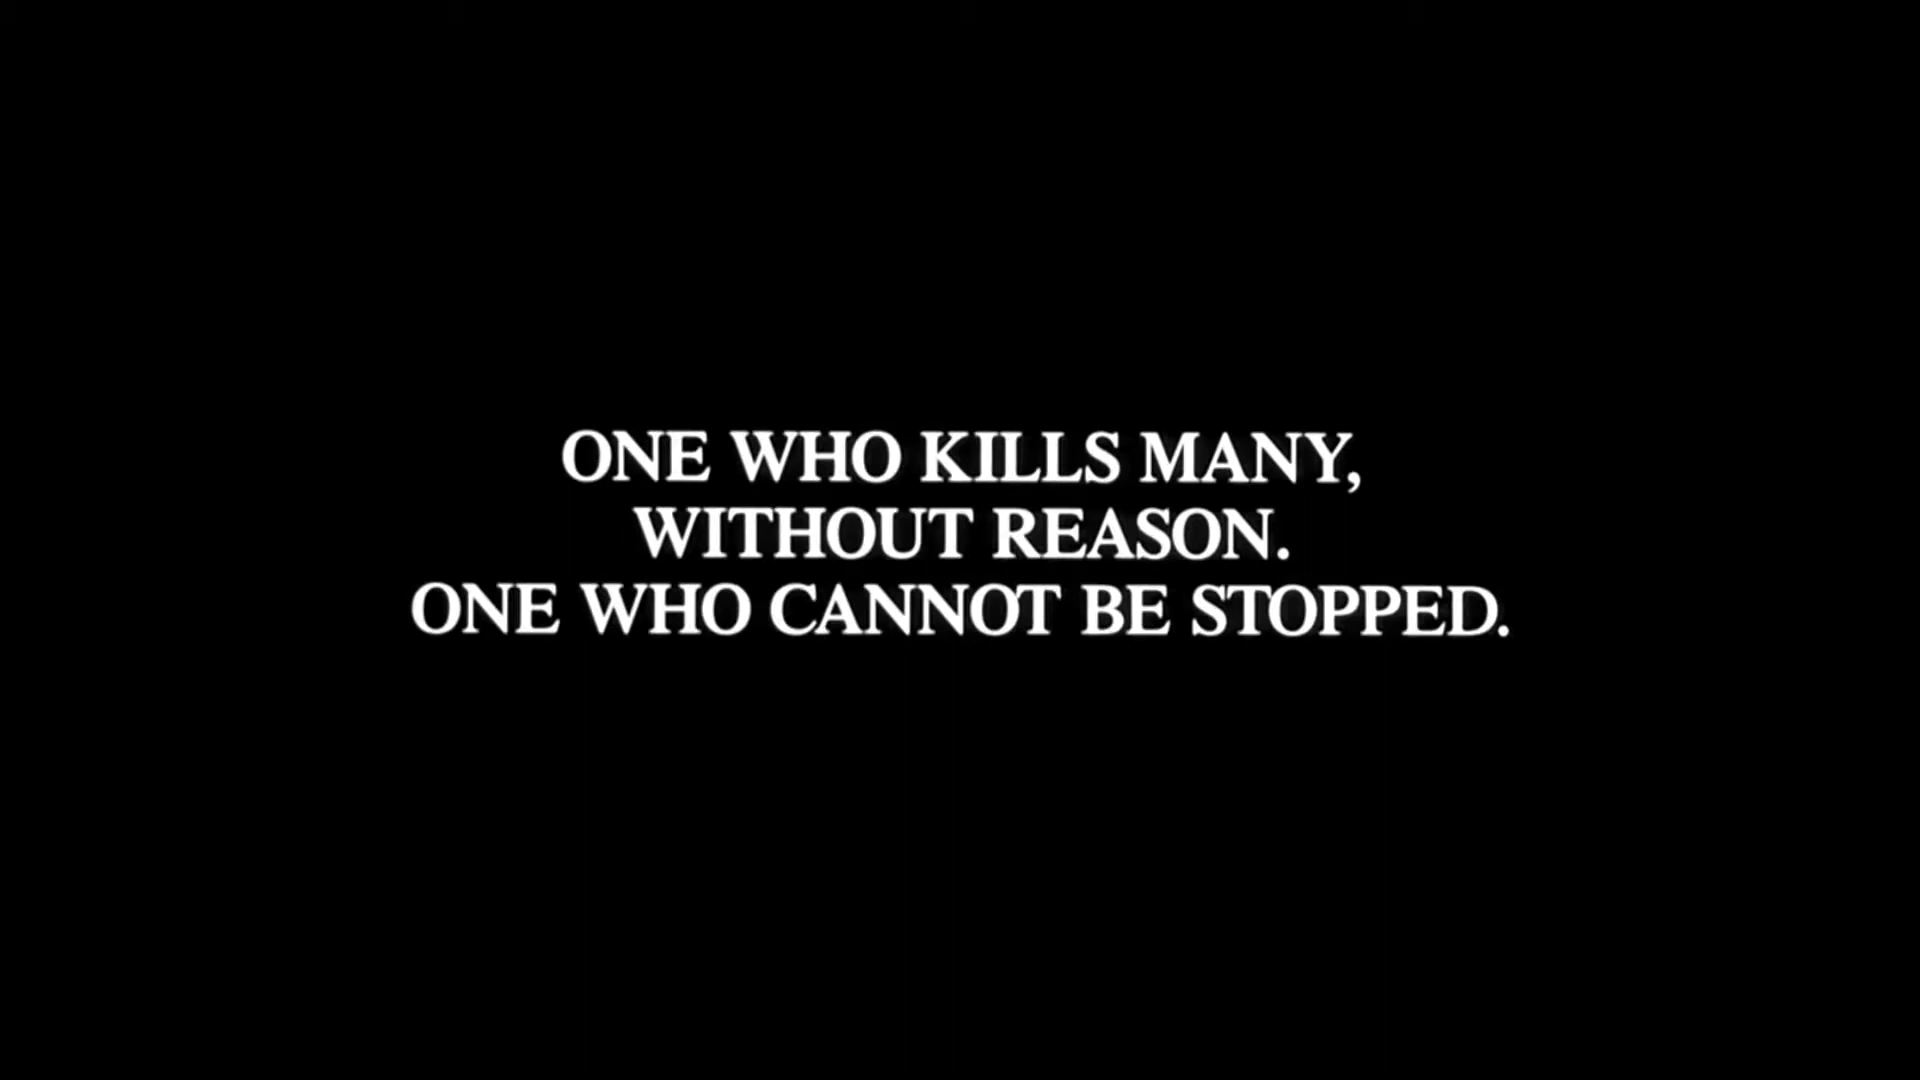 ONE WHO KILLS MANY,
WITHOUT REASON.
ONE WHO CANNOT BE STOPPED.